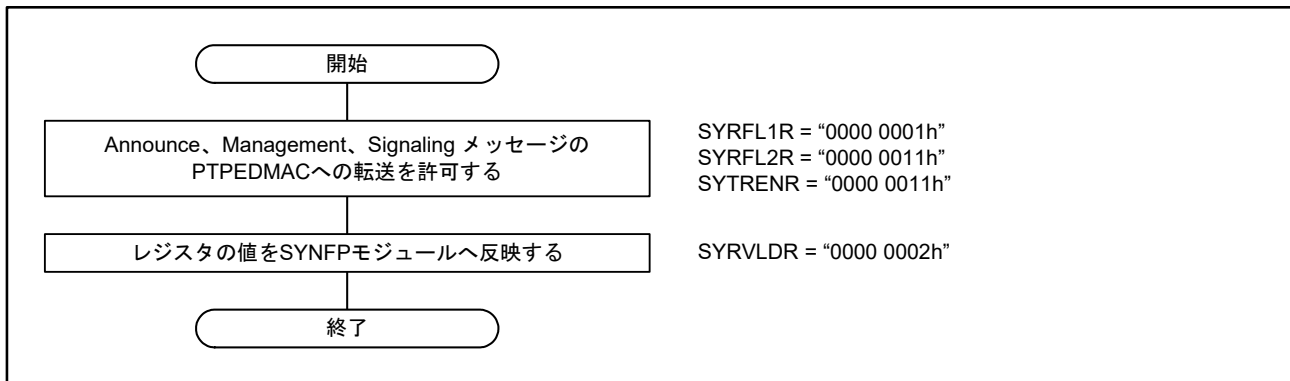 開始
Announce、Management、Signaling メッセージの
PTPEDMACへの転送を許可する
SYRFL1R = “0000 0001h”
SYRFL2R = “0000 0011h”
SYTRENR = “0000 0011h”
レジスタの値をSYNFPモジュールへ反映する
SYRVLDR = “0000 0002h”
終了